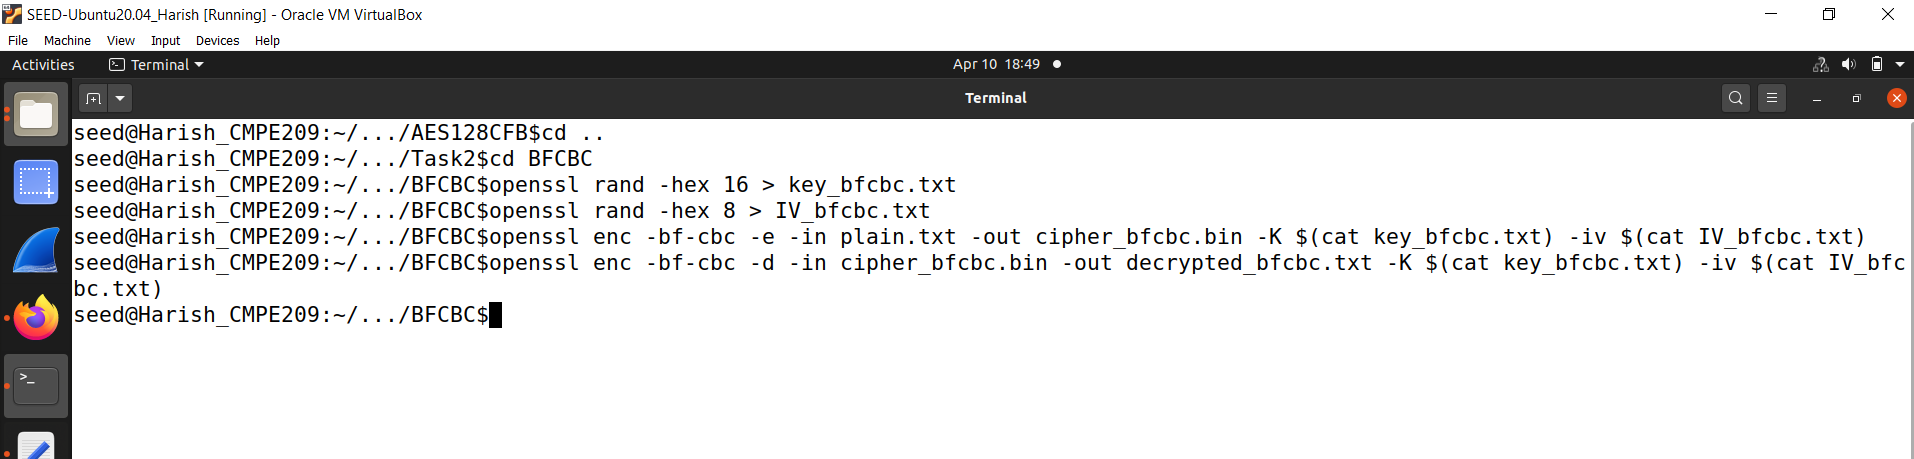 SEED-Ubuntu20.04_Harish [Running] - Oracle VM VirtualBox
File Machine View Input Devices Help
Activities Terminal Apr 10 18:49
Terminal
seed@Harish_CMPE209:~/.../AES128CFB$cd ..
seed@Harish_CMPE209:~/.../Task2$cd BFCBC
seed@Harish_CMPE209:~/.../BFCBC$openssl rand -hex 16 > key_bfcbc.txt
seed@Harish_CMPE209:~/.../BFCBC$openssl rand -hex 8 > IV_bfcbc.txt
seed@Harish_CMPE209:~/.../BFCBC$openssl enc -bf-cbc -e -in plain.txt -out cipher_bfcbc.bin -K $(cat key_bfcbc.txt) -iv $(cat IV_bfcbc.txt)
seed@Harish_CMPE209:~/.../BFCBC$openssl enc -bf-cbc -d -in cipher_bfcbc.bin -out decrypted_bfcbc.txt -K $(cat key_bfcbc.txt) -iv $(cat IV_bfc
bc.txt)
seed@Harish_CMPE209:~/.../BFCBC$